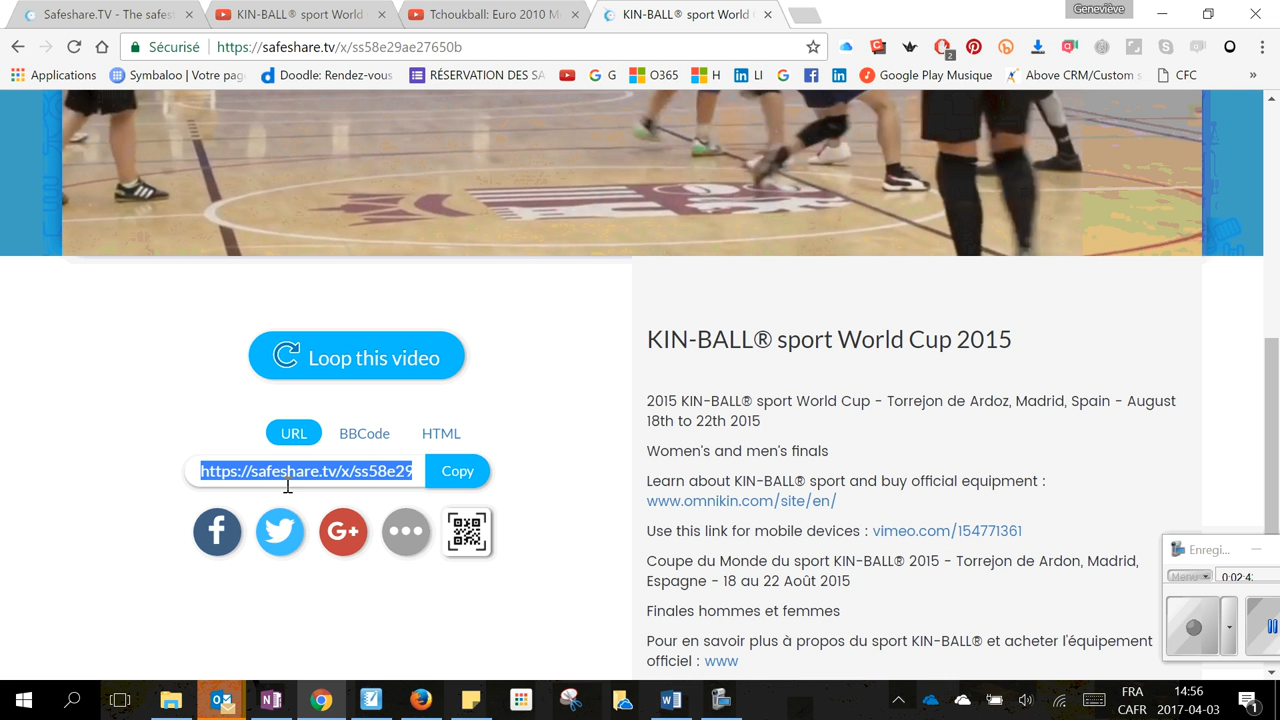 Geneviève
Safeshare.TV - The safes
KIN-BALL® sport World
Tchoukball: Euro 2010 M
KIN-BALL® sport World
Sécurisé
https://safeshare.tv/x/ss58e29ae27650b
2
Applications
Symbaloo | Votre pag
Doodle: Rendez-vous
RÉSERVATION DES SA
G
O365
H
LI
Google Play Musique
Above CRM/Custom s
CFC
»
Loop this video
URL
BBCode
HTML
https://safeshare.tv/x/ss58e29
Copy
KIN-BALL® sport World Cup 2015
2015 KIN-BALL® sport World Cup - Torrejon de Ardoz, Madrid, Spain - August
18th to 22th 2015
Women's and men's finals
Learn about KIN-BALL® sport and buy official equipment :
www.omnikin.com/site/en/
Use this link for mobile devices : vimeo.com/154771361
Coupe du Monde du sport KIN-BALL® 2015 - Torrejon de Ardon, Madrid,
Espagne - 18 au 22 Août 2015
Finales hommes et femmes
Pour en savoir plus à propos du sport KIN-BALL® et acheter l'équipement
officiel : www
Enregi...
Menu
0:02:4
FRA
CAFR
14:56
2017-04-03
1